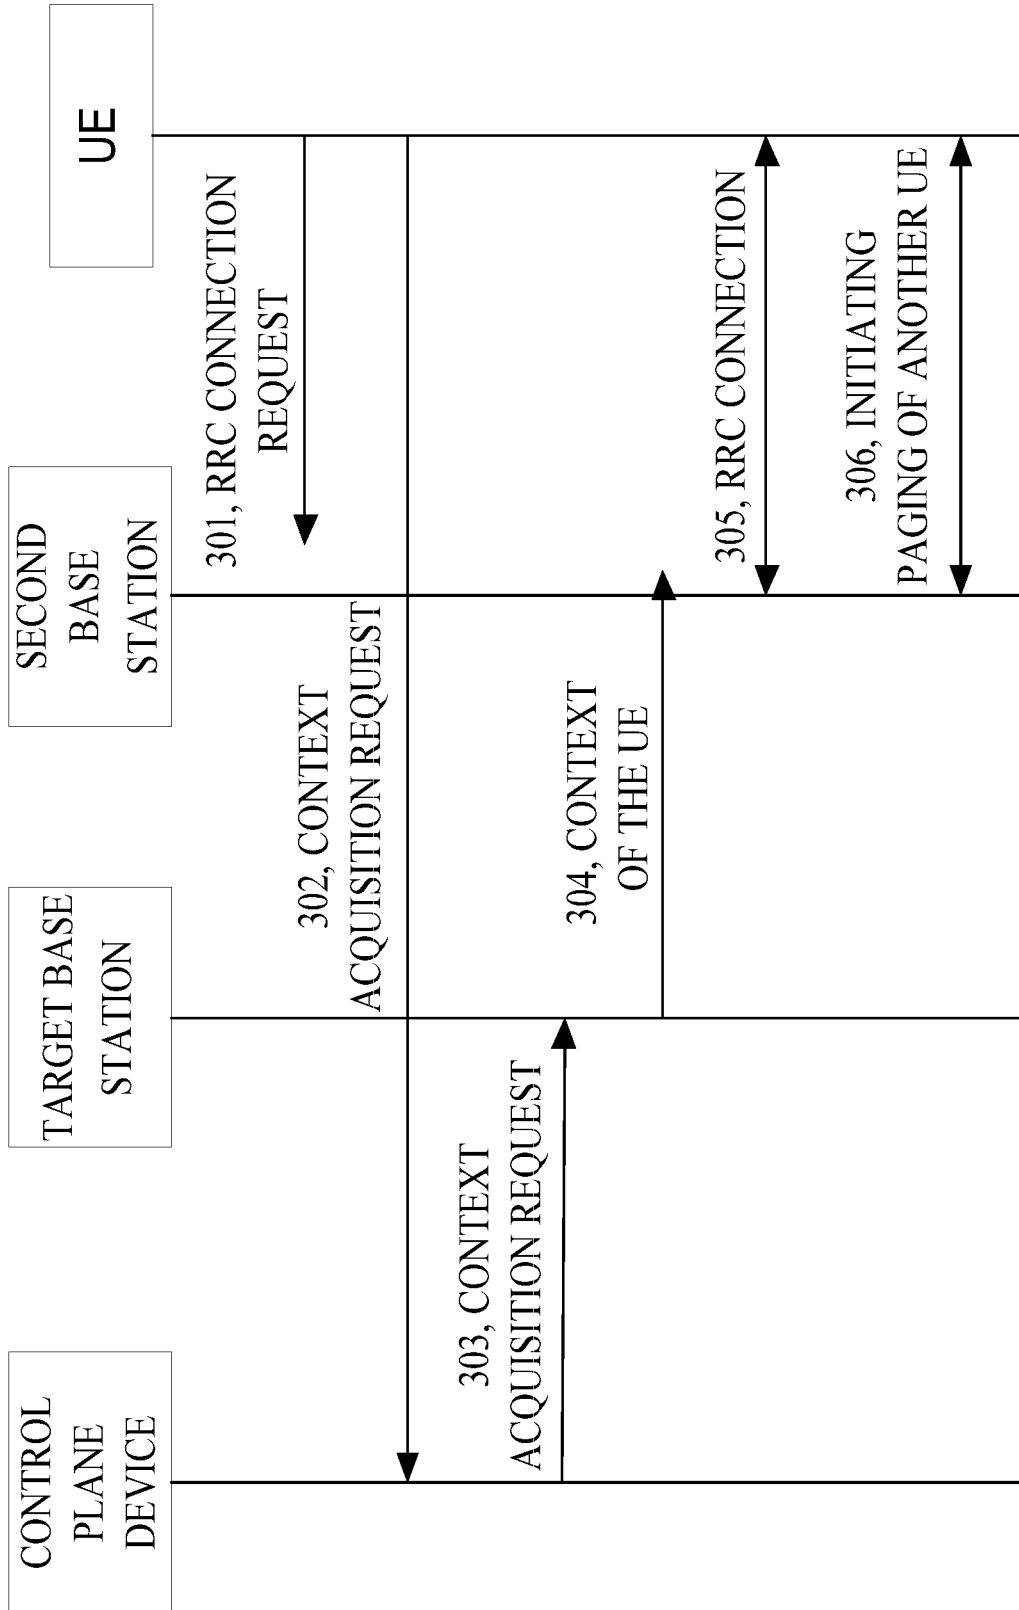 CONTROL
PLANE
DEVICE
TARGET BASE
STATION
SECOND
BASE
STATION
UE
301, RRC CONNECTION
REQUEST
302, CONTEXT
ACQUISITION REQUEST
303, CONTEXT
ACQUISITION REQUEST
304, CONTEXT
OF THE UE
305, RRC CONNECTION
306, INITIATING
PAGING OF ANOTHER UE